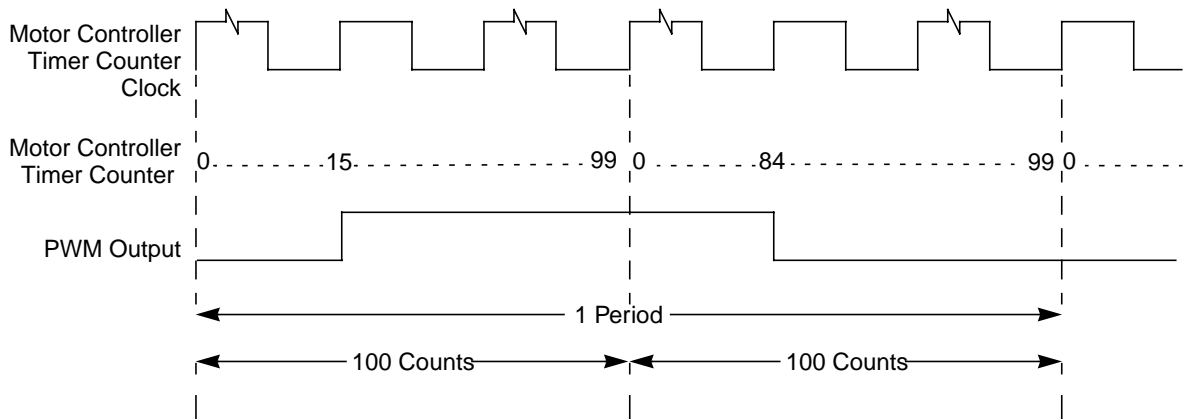 Motor Controller
Timer Counter
Clock
Motor Controller
Timer Counter
0 15 99 0 84 99 0
PWM Output
1 Period
100 Counts 100 Counts